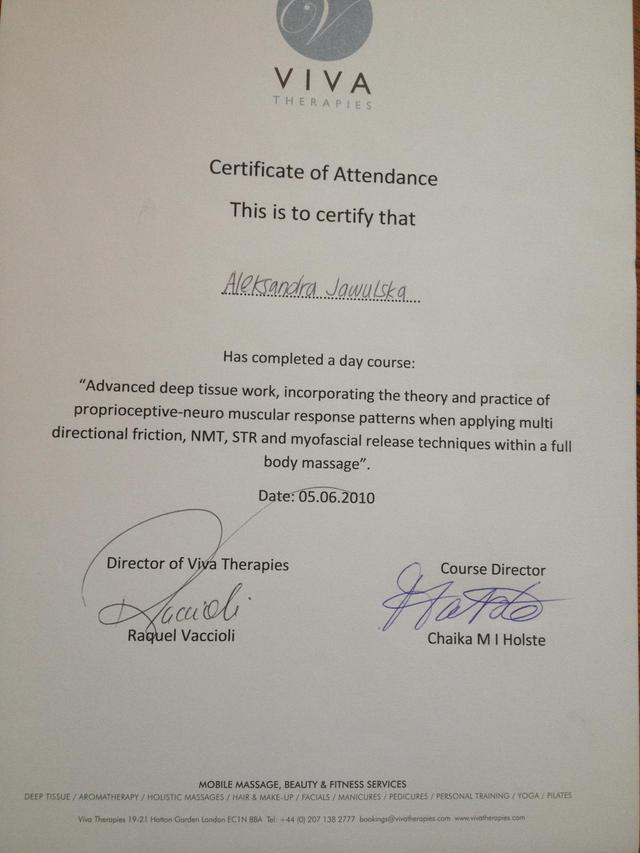 V
VIVA
THERAPIES
Certificate of Attendance
This is to certify that
Aleksandra Jawulska
Has completed a day course:
“Advanced deep tissue work, incorporating the theory and practice of
proprioceptive-neuro muscular response patterns when applying multi
directional friction, NMT, STR and myofascial release techniques within a full
body massage”.
Date: 05.06.2010
Director of Viva Therapies
Course Director
Raquel Vaccioli
Chaika M I Holste
MOBILE MASSAGE, BEAUTY & FITNESS SERVICES
DEEP TISSUE / AROMATHERAPY / HOLISTIC MASSAGES / HAIR & MAKE-UP / FACIALS / MANICURES / PEDICURES / PERSONAL TRAINING / YOGA / PILATES
Viva Therapies 19-21 Hatton Garden London EC1N 8BA Tel. +44 (0) 207 138 2777 bookings@vivatherapies.com www.vivatherapies.com